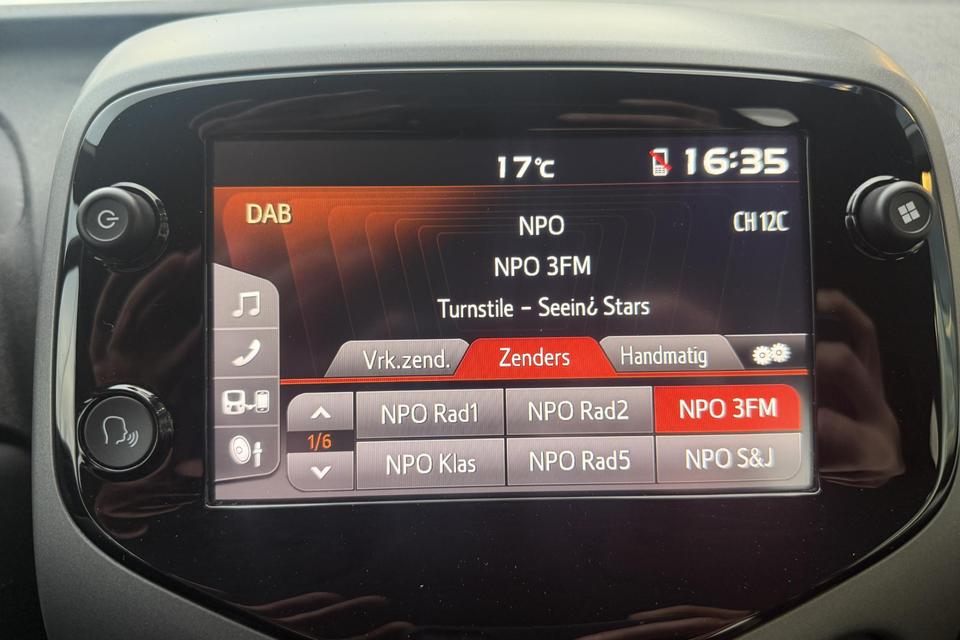 17°C 16:35
DAB NPO CH 12C
NPO 3FM
Turnstile - Seein¿ Stars
Vrk.zend. Zenders Handmatig
NPO Rad1 NPO Rad2 NPO 3FM
1/6
NPO Klas NPO Rad5 NPO S&J